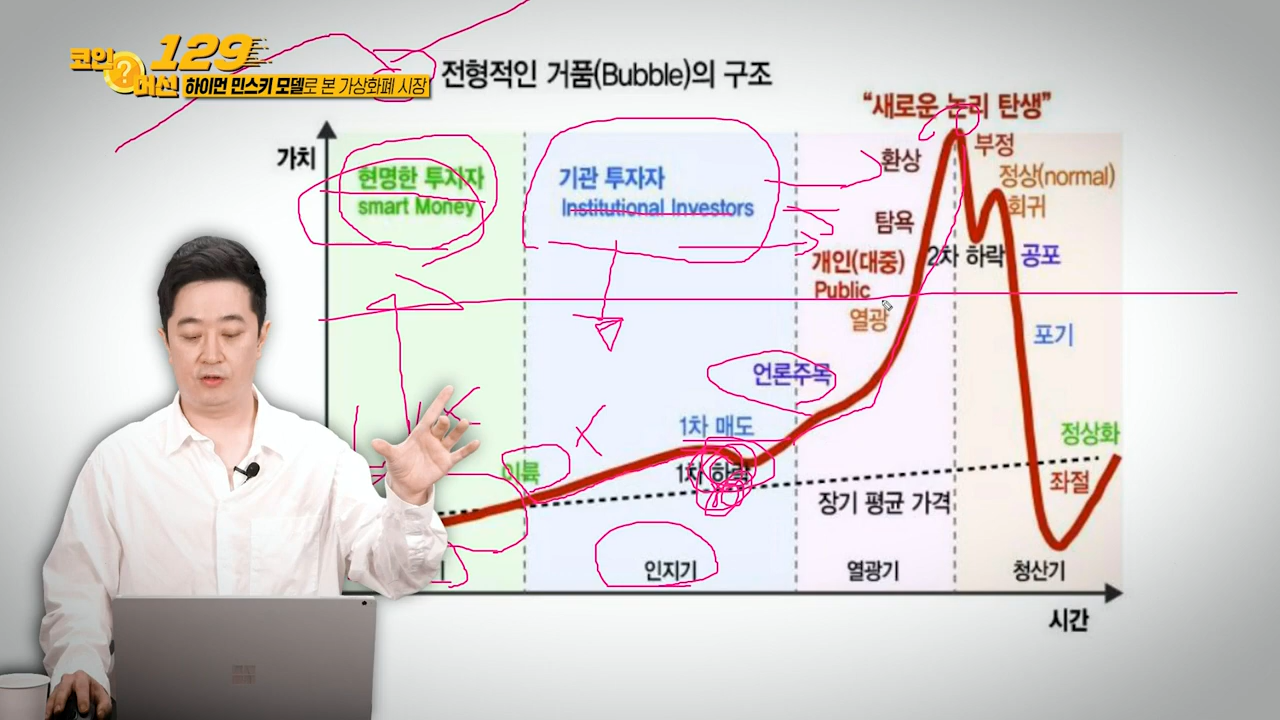 코인 129
머신 하이먼 민스키 모델로 본 가상화폐 시장
전형적인 거품(Bubble)의 구조
"새로운 논리 탄생"
가치
현명한 투자자
smart Money
기관 투자자
Institutional Investors
환상
부정
정상(normal)
회귀
탐욕
개인(대중)
Public
2차 하락
공포
열광
포기
언론주목
1차 매도
1차 하락
이륙
정상화
좌절
장기 평균 가격
인지기
열광기
청산기
시간